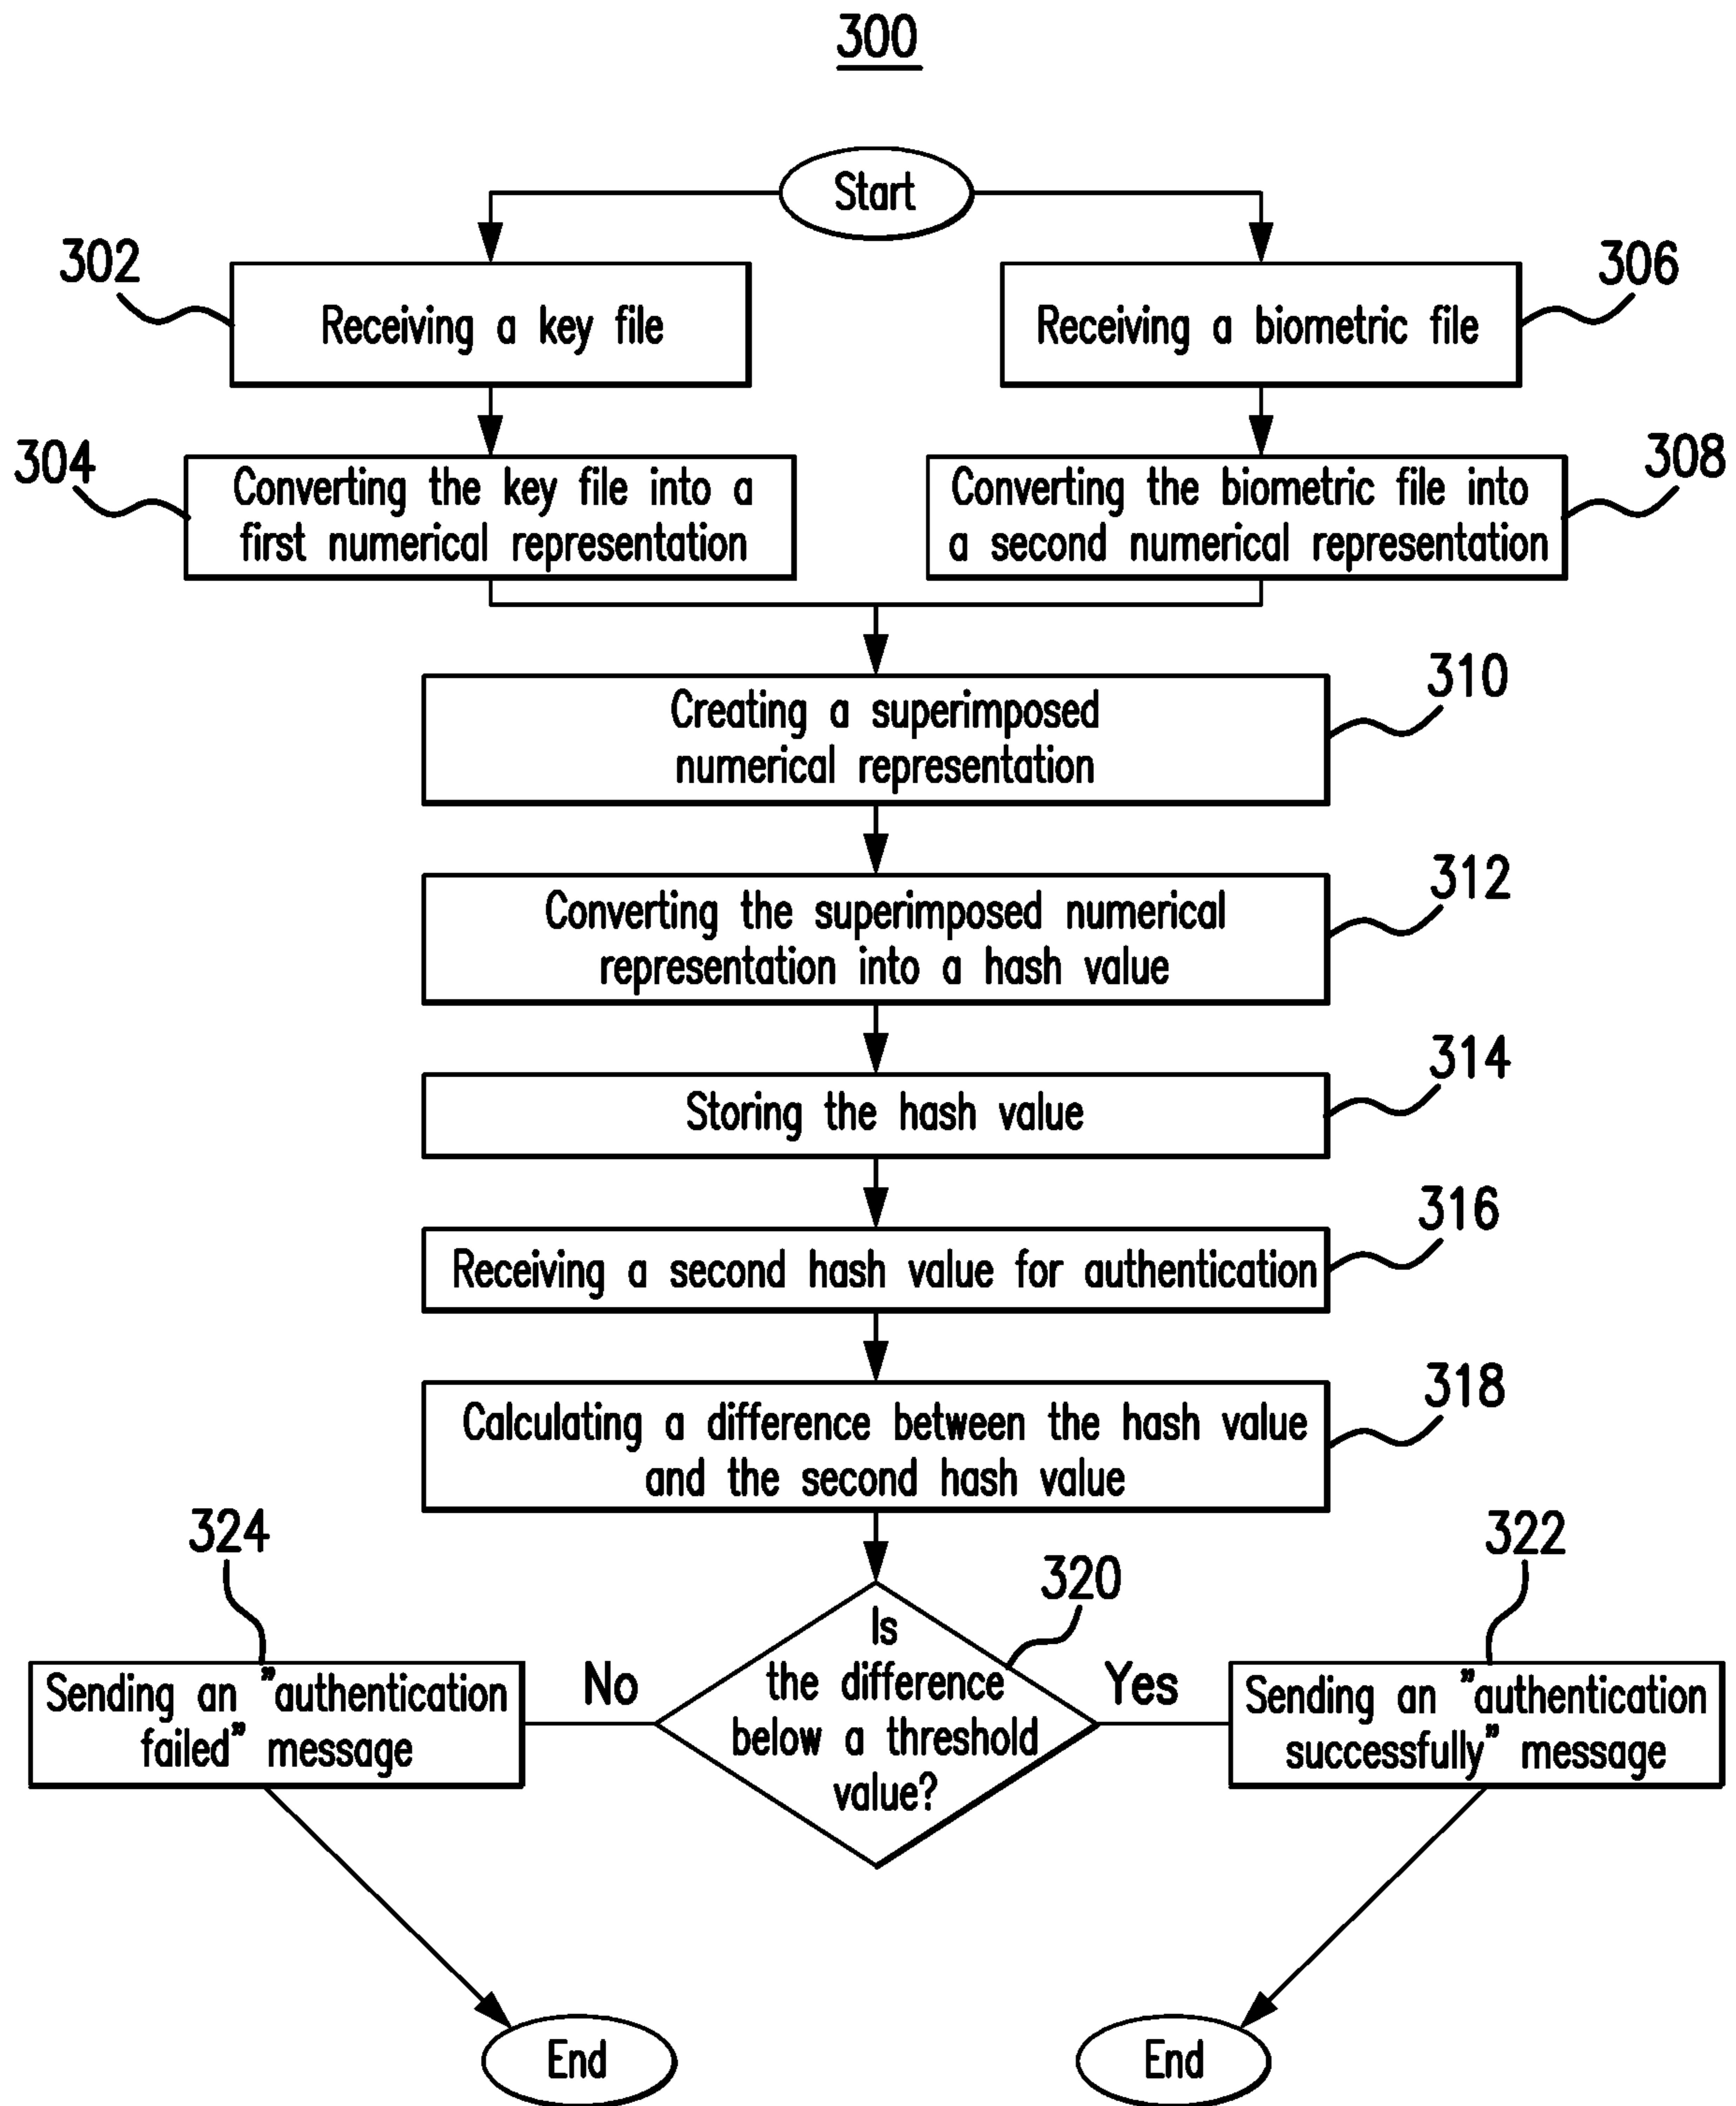 300
Start
302
Receiving a key file
306
Receiving a biometric file
304
Converting the key file into a
first numerical representation
308
Converting the biometric file into
a second numerical representation
310
Creating a superimposed
numerical representation
312
Converting the superimposed numerical
representation into a hash value
314
Storing the hash value
316
Receiving a second hash value for authentication
318
Calculating a difference between the hash value
and the second hash value
324
Sending an ”authentication
failed” message
No
320
Is
the difference
below a threshold
value?
Yes
322
Sending an ”authentication
successfully” message
End
End